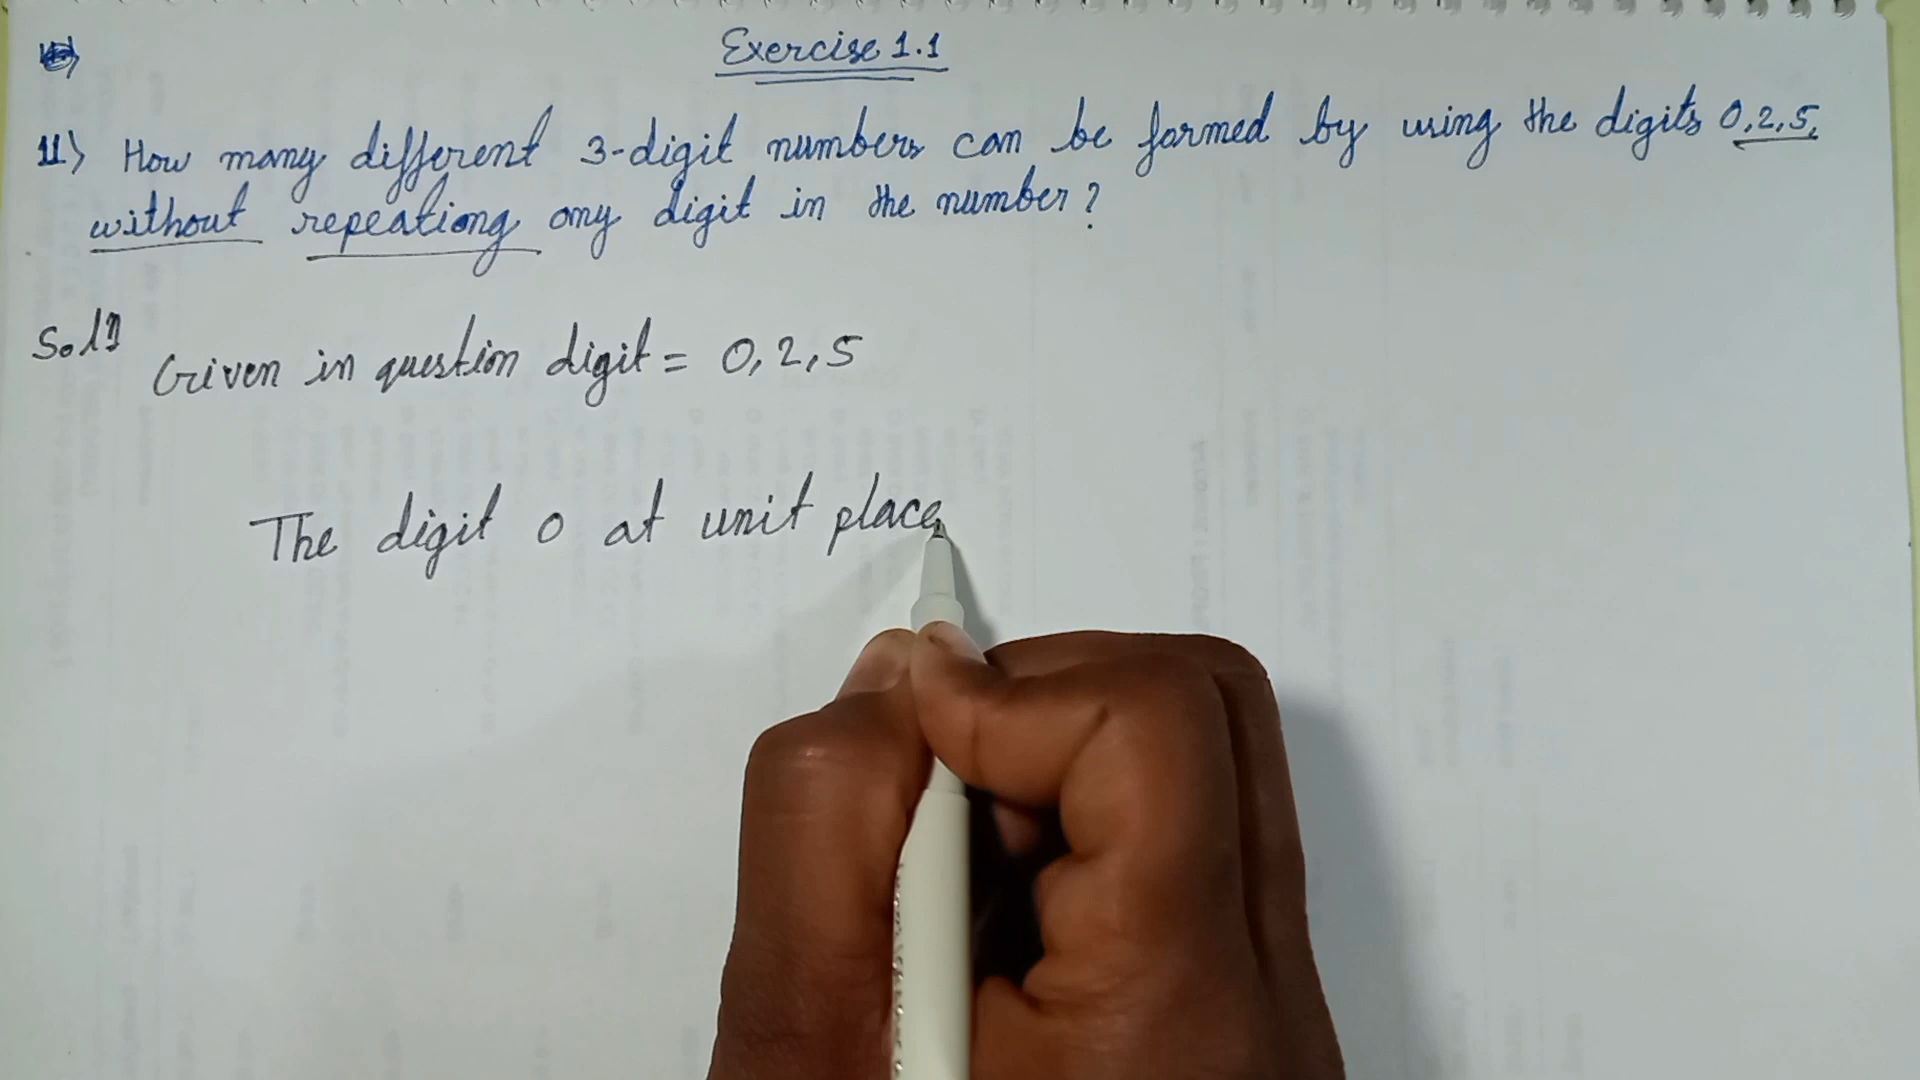 Exercise 1.1
11) How many different 3-digit numbers can be formed by using the digits 0,2,5,
without repeationg any digit in the number?
Solⁿ
Given in question digit = 0,2,5
The digit 0 at unit place